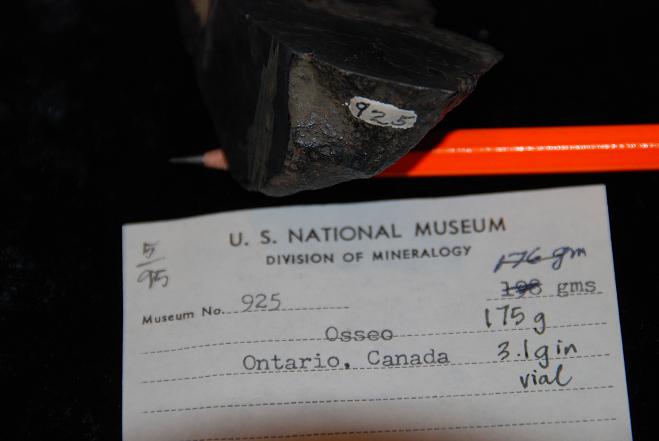 925
5
95
U. S. NATIONAL MUSEUM
DIVISION OF MINERALOGY
176 gm
Museum No. 925 198 gms
Osseo 175 g
Ontario, Canada 3.1g in
vial